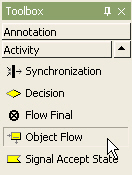 Toolbox
Annotation
Activity
Synchronization
Decision
Flow Final
Object Flow
Signal Accept State